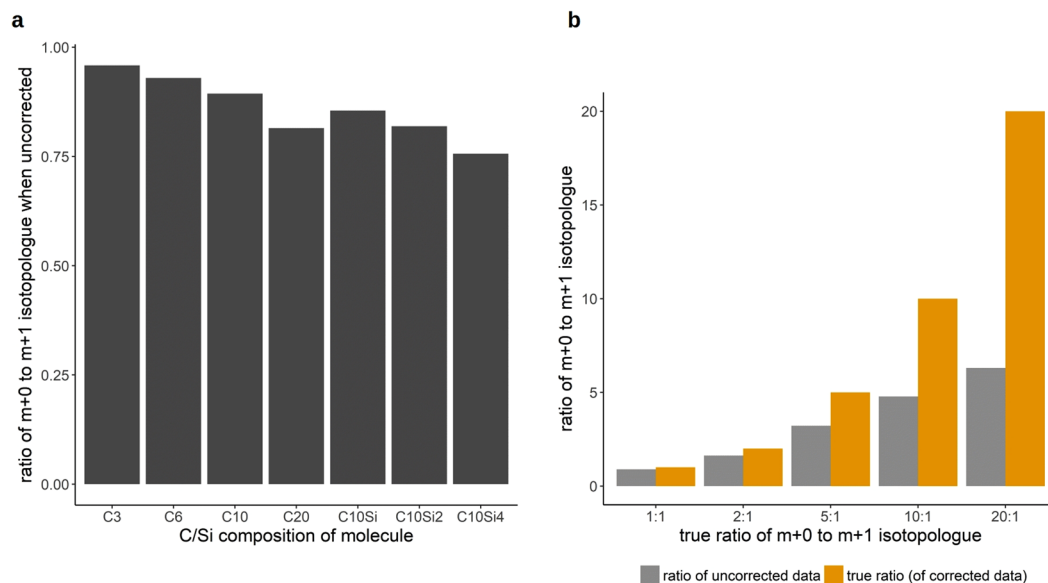 a
ratio of m+0 to m+1 isotopologue when uncorrected
1.00
0.75
0.50
0.25
0.00
C3 C6 C10 C20 C10Si C10Si2 C10Si4
C/Si composition of molecule
b
ratio of m+0 to m+1 isotopologue
20
15
10
5
0
1:1 2:1 5:1 10:1 20:1
true ratio of m+0 to m+1 isotopologue
ratio of uncorrected data true ratio (of corrected data)